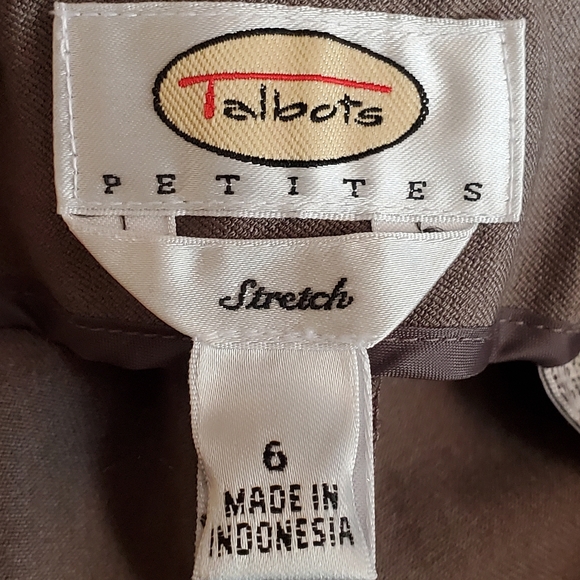 Talbots
PETITES
Stretch
6
MADE IN
INDONESIA